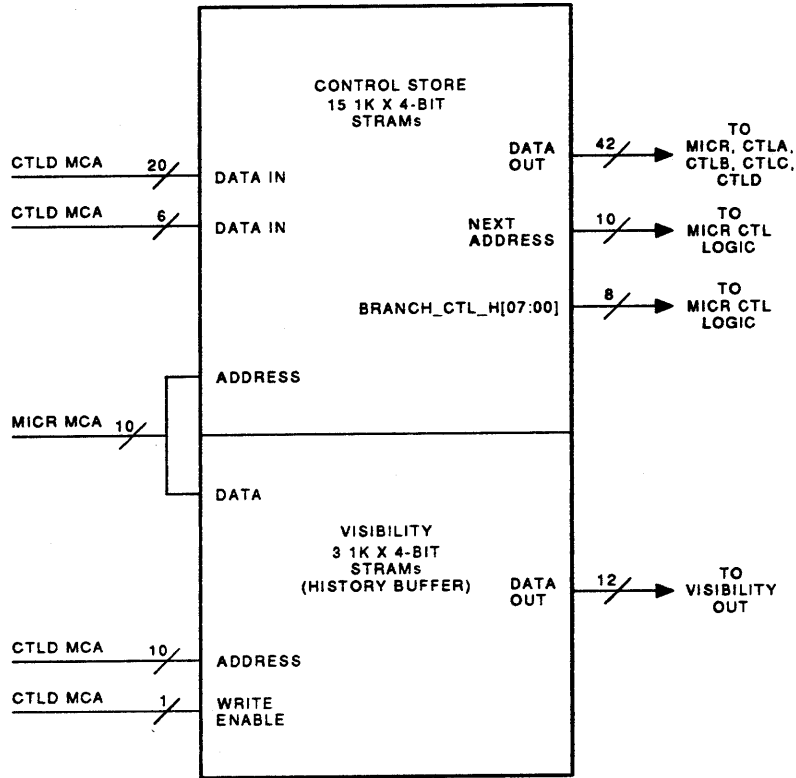 CONTROL STORE
15 1K X 4-BIT
STRAMs
CTLD MCA 20
DATA IN
DATA OUT
42
TO
MICR, CTLA,
CTLB, CTLC,
CTLD
CTLD MCA 6
DATA IN
NEXT
ADDRESS
10
TO
MICR CTL
LOGIC
BRANCH_CTL_H[07:00]
8
TO
MICR CTL
LOGIC
ADDRESS
MICR MCA 10
DATA
VISIBILITY
3 1K X 4-BIT
STRAMs
(HISTORY BUFFER)
DATA
OUT
12
TO
VISIBILITY
OUT
CTLD MCA 10
ADDRESS
CTLD MCA 1
WRITE
ENABLE